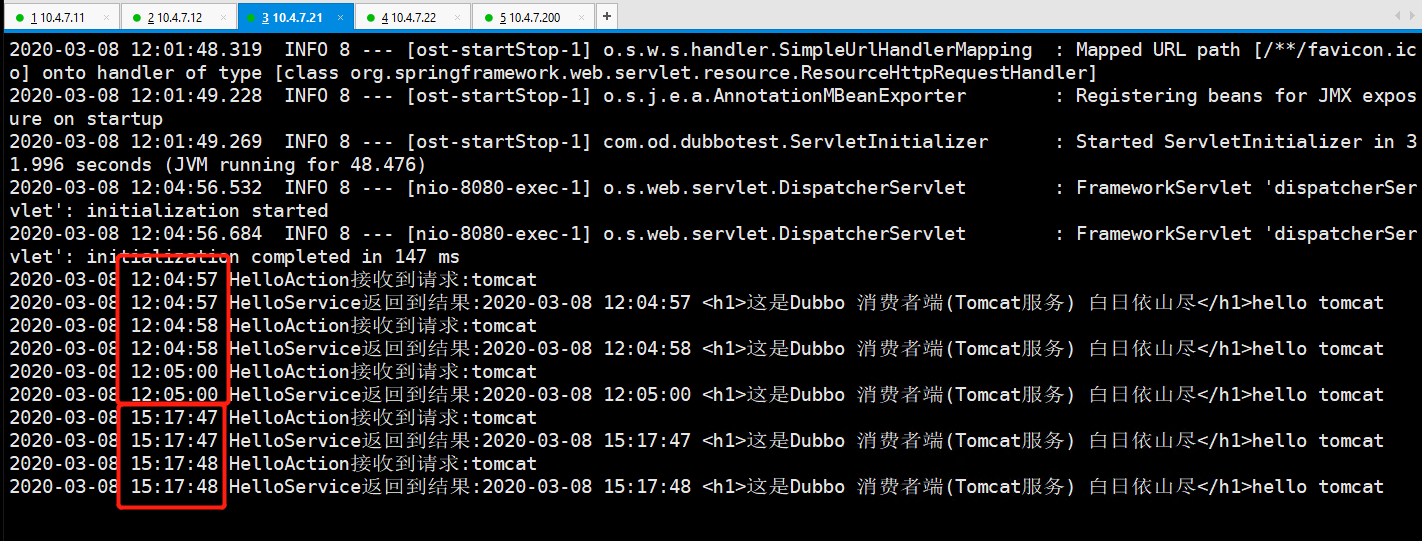 1 10.4.7.11 × 2 10.4.7.12 × 3 10.4.7.21 × 4 10.4.7.22 × 5 10.4.7.200 × +
2020-03-08 12:01:48.319  INFO 8 --- [ost-startStop-1] o.s.w.s.handler.SimpleUrlHandlerMapping  : Mapped URL path [/**/favicon.ic
o] onto handler of type [class org.springframework.web.servlet.resource.ResourceHttpRequestHandler]
2020-03-08 12:01:49.228  INFO 8 --- [ost-startStop-1] o.s.j.e.a.AnnotationMBeanExporter        : Registering beans for JMX expos
ure on startup
2020-03-08 12:01:49.269  INFO 8 --- [ost-startStop-1] com.od.dubbotest.ServletInitializer      : Started ServletInitializer in 3
1.996 seconds (JVM running for 48.476)
2020-03-08 12:04:56.532  INFO 8 --- [nio-8080-exec-1] o.s.web.servlet.DispatcherServlet        : FrameworkServlet 'dispatcherSer
vlet': initialization started
2020-03-08 12:04:56.684  INFO 8 --- [nio-8080-exec-1] o.s.web.servlet.DispatcherServlet        : FrameworkServlet 'dispatcherSer
vlet': initialization completed in 147 ms
2020-03-08 12:04:57 HelloAction接收到请求:tomcat
2020-03-08 12:04:57 HelloService返回到结果:2020-03-08 12:04:57 <h1>这是Dubbo 消费者端(Tomcat服务) 白日依山尽</h1>hello tomcat
2020-03-08 12:04:58 HelloAction接收到请求:tomcat
2020-03-08 12:04:58 HelloService返回到结果:2020-03-08 12:04:58 <h1>这是Dubbo 消费者端(Tomcat服务) 白日依山尽</h1>hello tomcat
2020-03-08 12:05:00 HelloAction接收到请求:tomcat
2020-03-08 12:05:00 HelloService返回到结果:2020-03-08 12:05:00 <h1>这是Dubbo 消费者端(Tomcat服务) 白日依山尽</h1>hello tomcat
2020-03-08 15:17:47 HelloAction接收到请求:tomcat
2020-03-08 15:17:47 HelloService返回到结果:2020-03-08 15:17:47 <h1>这是Dubbo 消费者端(Tomcat服务) 白日依山尽</h1>hello tomcat
2020-03-08 15:17:48 HelloAction接收到请求:tomcat
2020-03-08 15:17:48 HelloService返回到结果:2020-03-08 15:17:48 <h1>这是Dubbo 消费者端(Tomcat服务) 白日依山尽</h1>hello tomcat